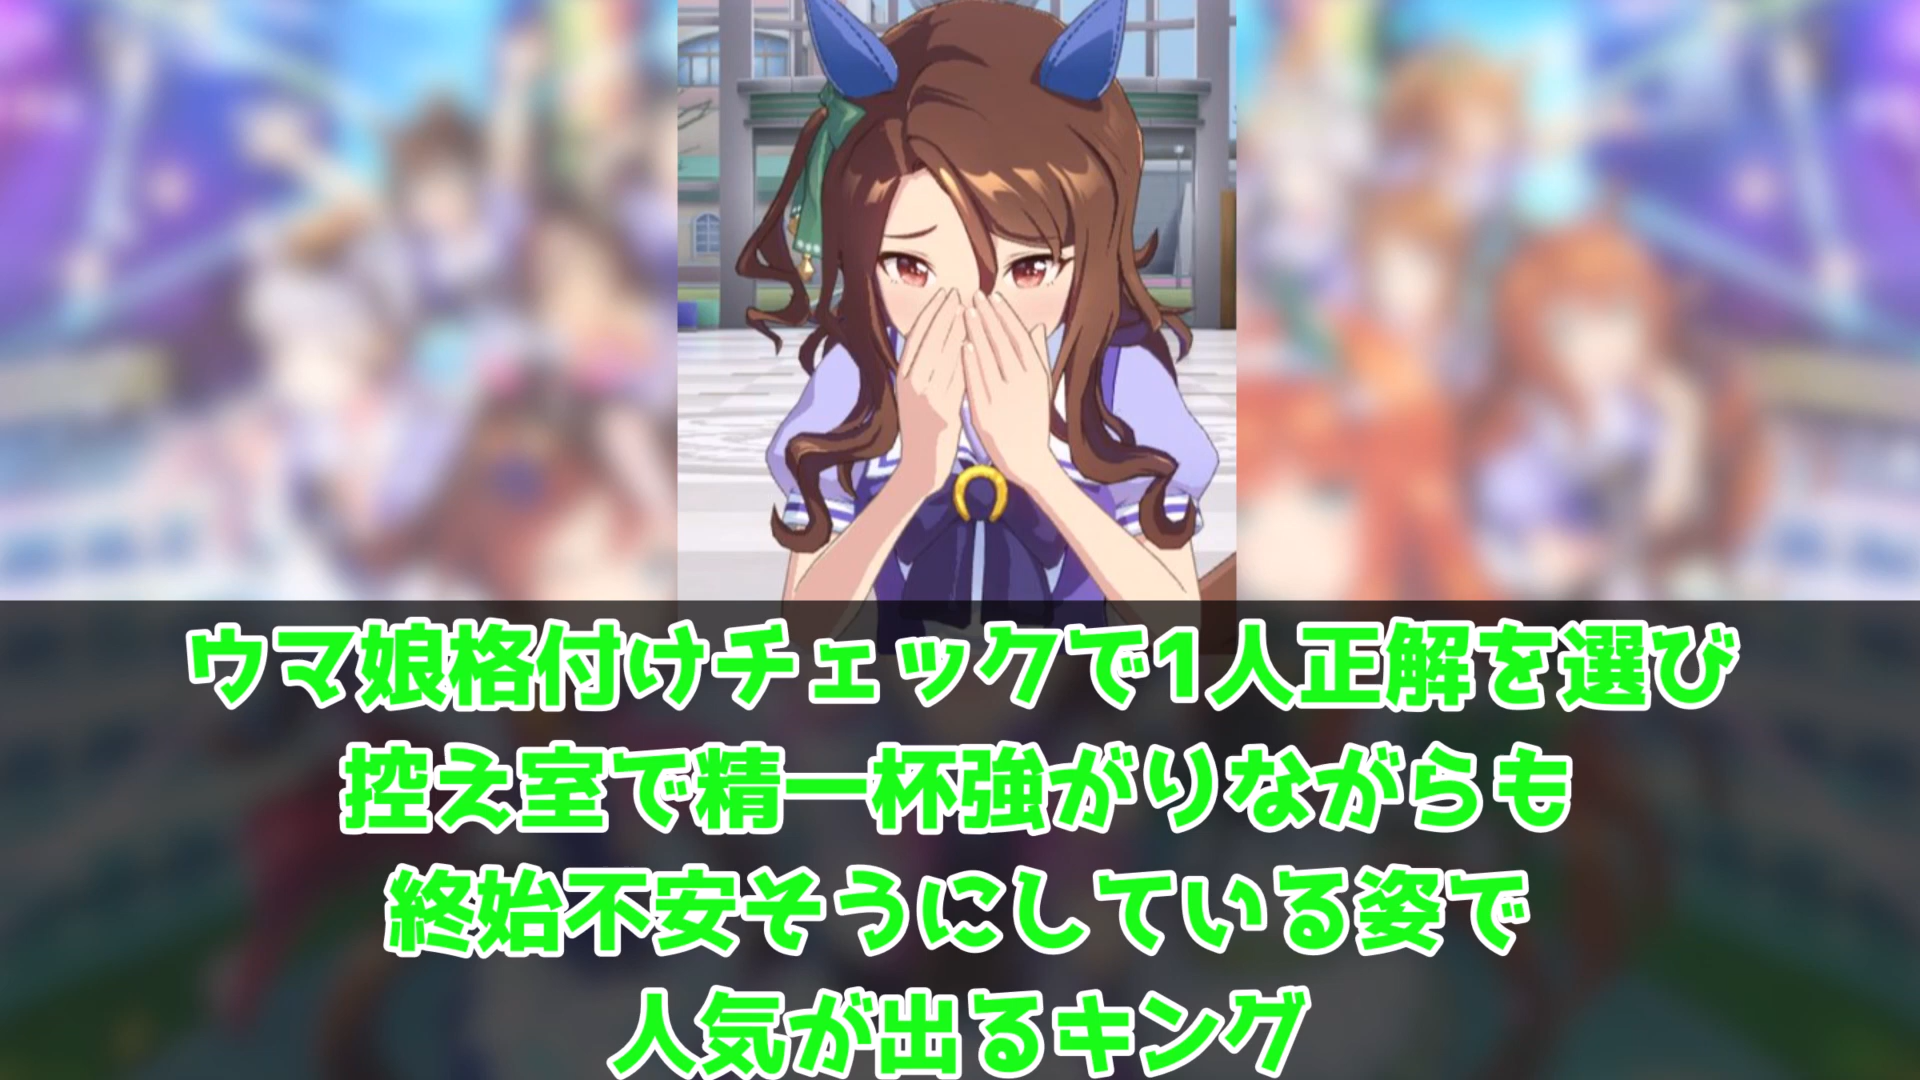 ウマ娘格付けチェックで1人正解を選び
控え室で精一杯強がりながらも
終始不安そうにしている姿で
人気が出るキング